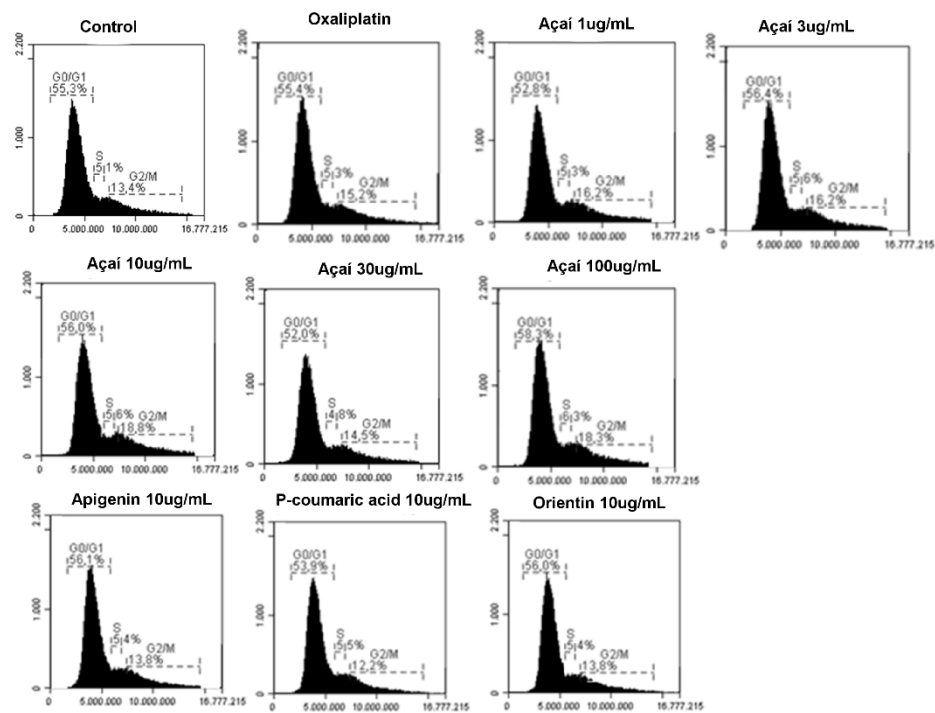 Control
2.200
1.000
0
G0/G1
55,3%
S
5,1%
G2/M
13,4%
0 5.000.000 10.000.000 16.777.215
Oxaliplatin
2.200
1.000
0
G0/G1
55,4%
S
5,3%
G2/M
15,2%
0 5.000.000 10.000.000 16.777.215
Açaí 1ug/mL
2.200
1.000
0
G0/G1
52,8%
S
5,3%
G2/M
16,2%
0 5.000.000 10.000.000 16.777.215
Açaí 3ug/mL
2.200
1.000
0
G0/G1
56,4%
S
5,6%
G2/M
16,2%
0 5.000.000 10.000.000 16.777.215
Açaí 10ug/mL
2.200
1.000
0
G0/G1
56,0%
S
5,6%
G2/M
18,8%
0 5.000.000 10.000.000 16.777.215
Açaí 30ug/mL
2.200
1.000
0
G0/G1
52,0%
S
4,8%
G2/M
14,5%
0 5.000.000 10.000.000 16.777.215
Açaí 100ug/mL
2.200
1.000
0
G0/G1
58,3%
S
6,3%
G2/M
18,3%
0 5.000.000 10.000.000 16.777.215
Apigenin 10ug/mL
2.200
1.000
0
G0/G1
56,1%
S
5,4%
G2/M
13,8%
0 5.000.000 10.000.000 16.777.215
P-coumaric acid 10ug/mL
2.200
1.000
0
G0/G1
53,9%
S
5,5%
G2/M
12,2%
0 5.000.000 10.000.000 16.777.215
Orientin 10ug/mL
2.200
1.000
0
G0/G1
56,0%
S
5,4%
G2/M
13,8%
0 5.000.000 10.000.000 16.777.215